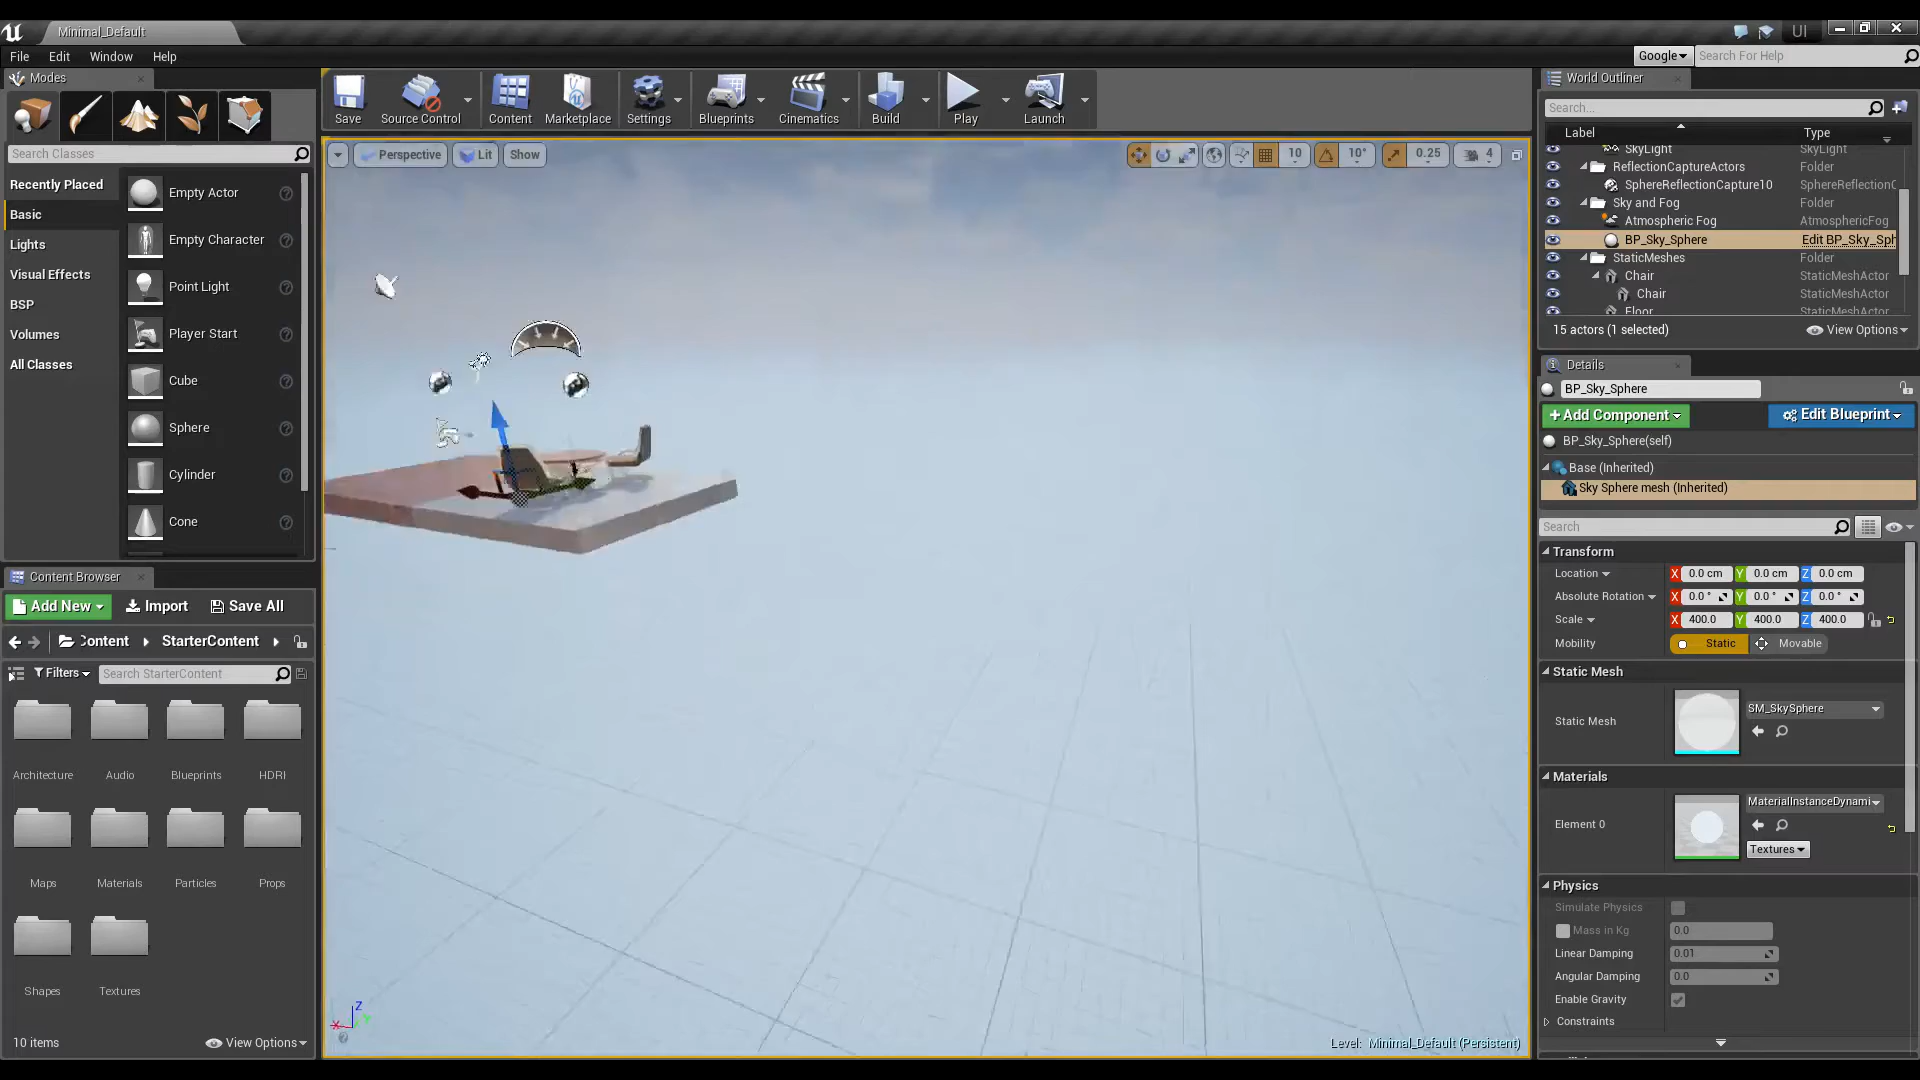 Minimal_Default
UI
File
Edit
Window
Help
Google
Search For Help
Modes
Search Classes
Recently Placed
Basic
Lights
Visual Effects
BSP
Volumes
All Classes
Empty Actor
Empty Character
Point Light
Player Start
Cube
Sphere
Cylinder
Cone
Save
Source Control
Content
Marketplace
Settings
Blueprints
Cinematics
Build
Play
Launch
Perspective
Lit
Show
10
10°
0.25
4
X
Z
Y
Level: Minimal_Default (Persistent)
Content Browser
Add New
Import
Save All
Content
StarterContent
Filters
Search StarterContent
Architecture
Audio
Blueprints
HDRI
Maps
Materials
Particles
Props
Shapes
Textures
10 items
View Options
World Outliner
Search...
Label Type
SkyLight SkyLight
ReflectionCaptureActors Folder
SphereReflectionCapture10 SphereReflectionC
Sky and Fog Folder
Atmospheric Fog AtmosphericFog
BP_Sky_Sphere Edit BP_Sky_Sph
StaticMeshes Folder
Chair StaticMeshActor
Chair StaticMeshActor
Floor StaticMeshActor
15 actors (1 selected)
View Options
Details
BP_Sky_Sphere
+Add Component
Edit Blueprint
BP_Sky_Sphere(self)
Base (Inherited)
Sky Sphere mesh (Inherited)
Search
Transform
Location X 0.0 cm Y 0.0 cm Z 0.0 cm
Absolute Rotation X 0.0 ° Y 0.0 ° Z 0.0 °
Scale X 400.0 Y 400.0 Z 400.0
Mobility Static Movable
Static Mesh
Static Mesh
SM_SkySphere
Materials
Element 0
MaterialInstanceDynami
Textures
Physics
Simulate Physics
Mass in Kg 0.0
Linear Damping 0.01
Angular Damping 0.0
Enable Gravity
Constraints